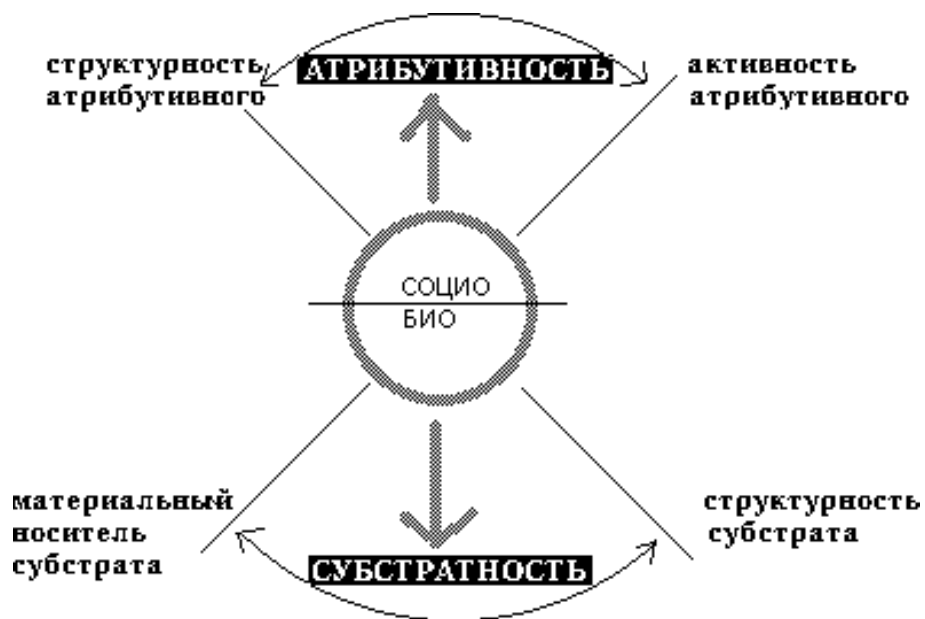 структурность
атрибутивного
АТРИБУТИВНОСТЬ
активность
атрибутивного
СОЦИО
БИО
материальный
носитель
субстрата
СУБСТРАТНОСТЬ
структурность
субстрата